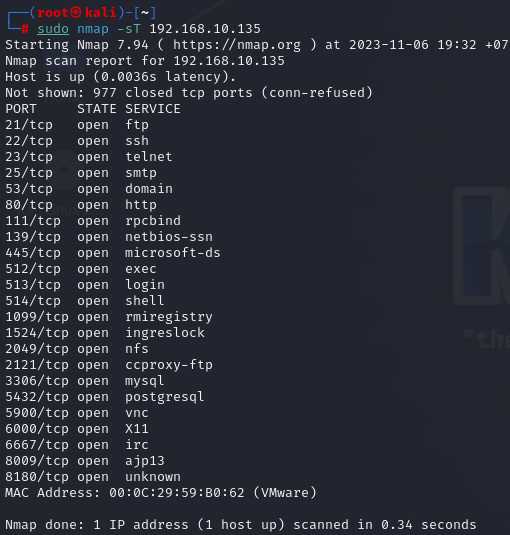 ┌──(root㉿kali)-[~]
└─# sudo nmap -sT 192.168.10.135
Starting Nmap 7.94 ( https://nmap.org ) at 2023-11-06 19:32 +07
Nmap scan report for 192.168.10.135
Host is up (0.0036s latency).
Not shown: 977 closed tcp ports (conn-refused)
PORT     STATE SERVICE
21/tcp   open  ftp
22/tcp   open  ssh
23/tcp   open  telnet
25/tcp   open  smtp
53/tcp   open  domain
80/tcp   open  http
111/tcp  open  rpcbind
139/tcp  open  netbios-ssn
445/tcp  open  microsoft-ds
512/tcp  open  exec
513/tcp  open  login
514/tcp  open  shell
1099/tcp open  rmiregistry
1524/tcp open  ingreslock
2049/tcp open  nfs
2121/tcp open  ccproxy-ftp
3306/tcp open  mysql
5432/tcp open  postgresql
5900/tcp open  vnc
6000/tcp open  X11
6667/tcp open  irc
8009/tcp open  ajp13
8180/tcp open  unknown
MAC Address: 00:0C:29:59:B0:62 (VMware)
Nmap done: 1 IP address (1 host up) scanned in 0.34 seconds
"the